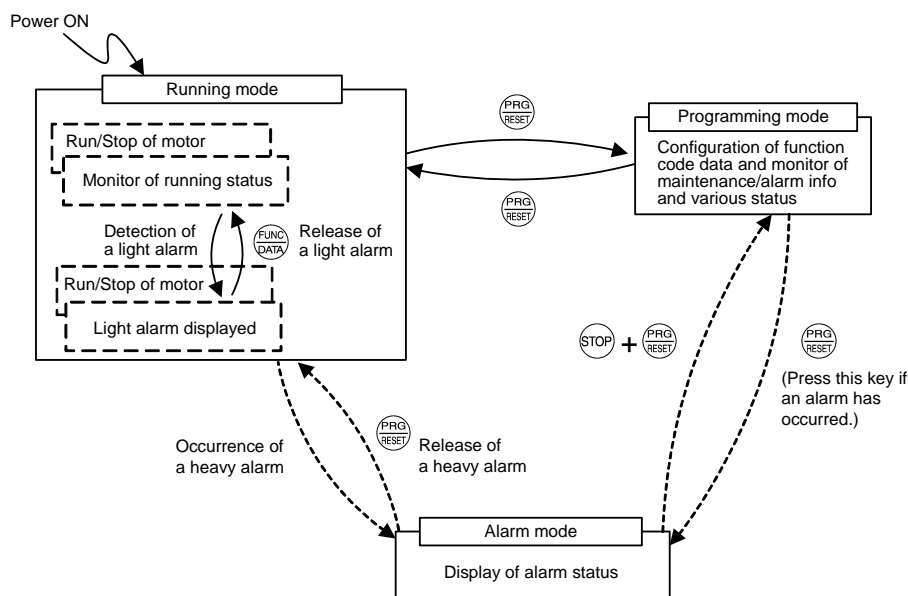 Power ON
Running mode
Run/Stop of motor
Monitor of running status
Detection of
a light alarm
FUNC
DATA
Release of
a light alarm
Run/Stop of motor
Light alarm displayed
PRG
RESET
PRG
RESET
Programming mode
Configuration of function
code data and monitor of
maintenance/alarm info
and various status
STOP + PRG
RESET
PRG
RESET
(Press this key if
an alarm has
occurred.)
Occurrence of
a heavy alarm
PRG
RESET
Release of
a heavy alarm
Alarm mode
Display of alarm status